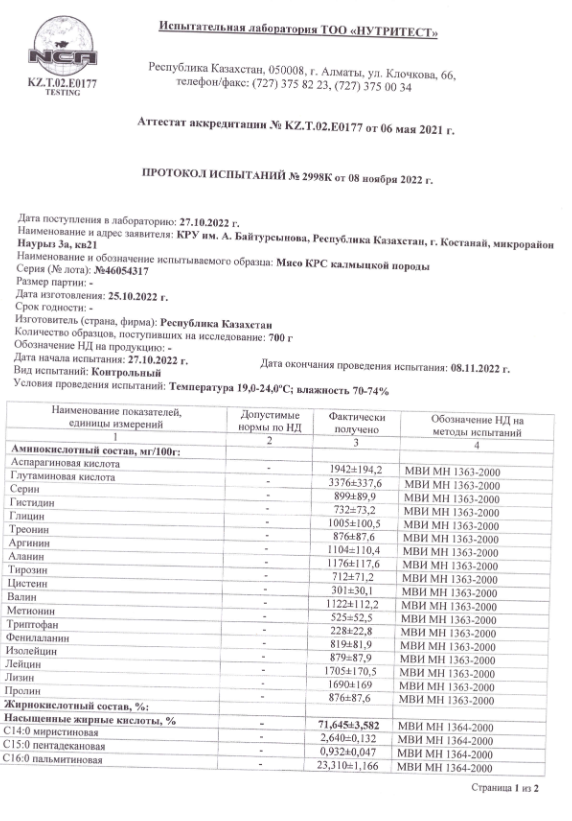 Испытательная лаборатория ТОО «НУТРИТЕСТ»
NCA
KZ.T.02.E0177
TESTING
Республика Казахстан, 050008, г. Алматы, ул. Клочкова, 66,
телефон/факс: (727) 375 82 23, (727) 375 00 34
Аттестат аккредитации № KZ.T.02.E0177 от 06 мая 2021 г.
ПРОТОКОЛ ИСПЫТАНИЙ № 2998К от 08 ноября 2022 г.
Дата поступления в лабораторию: 27.10.2022 г.
Наименование и адрес заявителя: КРУ им. А. Байтурсынова, Республика Казахстан, г. Костанай, микрорайон
Наурыз 3а, кв21
Наименование и обозначение испытываемого образца: Мясо КРС калмыцкой породы
Серия (№ лота): №46054317
Размер партии: -
Дата изготовления: 25.10.2022 г.
Срок годности: -
Изготовитель (страна, фирма): Республика Казахстан
Количество образцов, поступивших на исследование: 700 г
Обозначение НД на продукцию: -
Дата начала испытания: 27.10.2022 г. Дата окончания проведения испытания: 08.11.2022 г.
Вид испытаний: Контрольный
Условия проведения испытаний: Температура 19,0-24,0ºС; влажность 70-74%
Наименование показателей, Допустимые Фактически Обозначение НД на
единицы измерений нормы по НД получено методы испытаний
1 2 3 4
Аминокислотный состав, мг/100г:
Аспарагиновая кислота - 1942±194,2 МВИ МН 1363-2000
Глутаминовая кислота - 3376±337,6 МВИ МН 1363-2000
Серин - 899±89,9 МВИ МН 1363-2000
Гистидин - 732±73,2 МВИ МН 1363-2000
Глицин - 1005±100,5 МВИ МН 1363-2000
Треонин - 876±87,6 МВИ МН 1363-2000
Аргинин - 1104±110,4 МВИ МН 1363-2000
Аланин - 1176±117,6 МВИ МН 1363-2000
Тирозин - 712±71,2 МВИ МН 1363-2000
Цистеин - 301±30,1 МВИ МН 1363-2000
Валин - 1122±112,2 МВИ МН 1363-2000
Метионин - 525±52,5 МВИ МН 1363-2000
Триптофан - 228±22,8 МВИ МН 1363-2000
Фенилаланин - 819±81,9 МВИ МН 1363-2000
Изолейцин - 879±87,9 МВИ МН 1363-2000
Лейцин - 1705±170,5 МВИ МН 1363-2000
Лизин - 1690±169 МВИ МН 1363-2000
Пролин - 876±87,6 МВИ МН 1363-2000
Жирнокислотный состав, %:
Насыщенные жирные кислоты, % - 71,645±3,582 МВИ МН 1364-2000
С14:0 миристиновая - 2,640±0,132 МВИ МН 1364-2000
С15:0 пентадекановая - 0,932±0,047 МВИ МН 1364-2000
С16:0 пальмитиновая - 23,310±1,166 МВИ МН 1364-2000
Страница 1 из 2